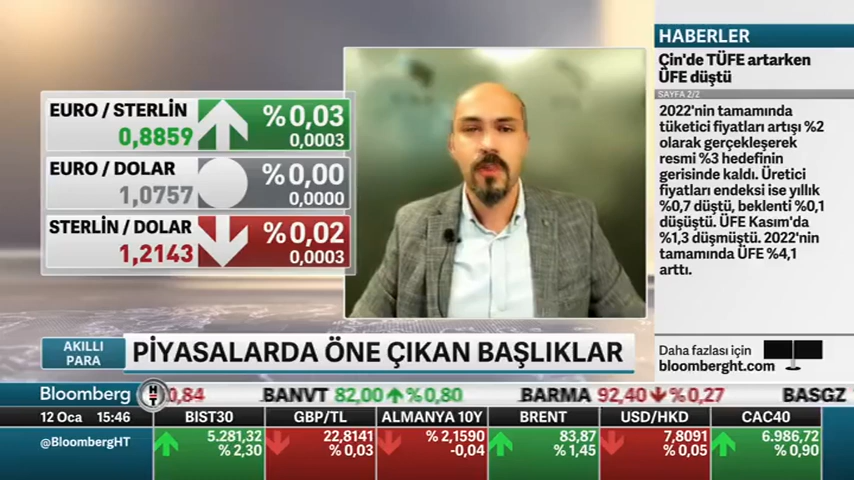 HABERLER
Çin'de TÜFE artarken
ÜFE düştü
SAYFA 2/2
2022'nin tamamında
tüketici fiyatları artışı %2
olarak gerçekleşerek
resmi %3 hedefinin
gerisinde kaldı. Üretici
fiyatları endeksi ise yıllık
%0,7 düştü, beklenti %0,1
düşüştü. ÜFE Kasım'da
%1,3 düşmüştü. 2022'nin
tamamında ÜFE %4,1
arttı.
Daha fazlası için
bloomberght.com
EURO / STERLİN
0,8859
%0,03
0,0003
EURO / DOLAR
1,0757
%0,00
0,0000
STERLİN / DOLAR
1,2143
%0,02
0,0003
AKILLI
PARA
PİYASALARDA ÖNE ÇIKAN BAŞLIKLAR
Bloomberg HT 0,84 BANVT 82,00 %0,80 BARMA 92,40 %0,27 BASGZ
12 Oca 15:46
@BloombergHT
BIST30
5.281,32
% 2,30
GBP/TL
22,8141
% 0,03
ALMANYA 10Y
% 2,1590
-0,04
BRENT
83,87
% 1,45
USD/HKD
7,8091
% 0,05
CAC40
6.986,72
% 0,90